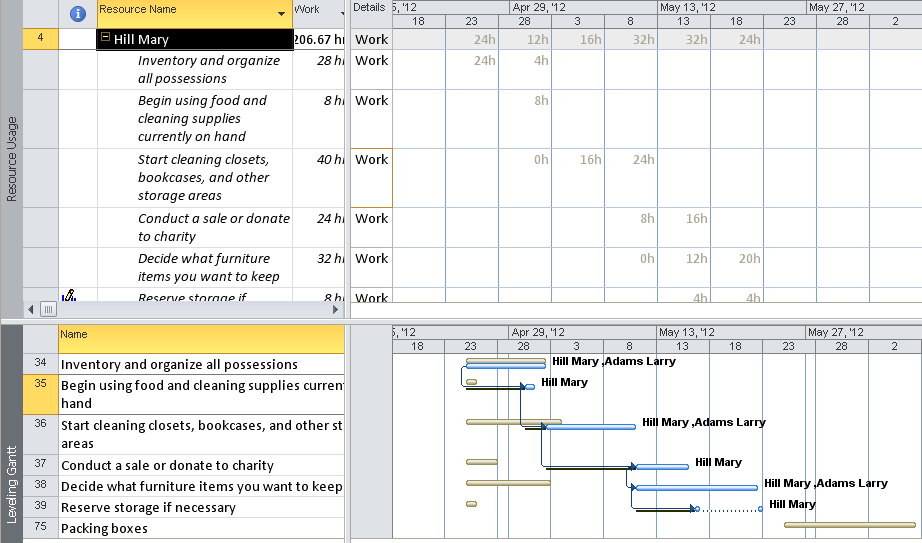 Resource Name Work Details 5, '12 Apr 29, '12 May 13, '12 May 27, '12
18 23 28 3 8 13 18 23 28 2
4 Hill Mary 206.67 hr Work 24h 12h 16h 32h 32h 24h
Inventory and organize 28 hr Work 24h 4h
all possessions
Begin using food and 8 hr Work 8h
cleaning supplies
currently on hand
Start cleaning closets, 40 hr Work 0h 16h 24h
bookcases, and other
storage areas
Conduct a sale or donate 24 hr Work 8h 16h
to charity
Decide what furniture 32 hr Work 0h 12h 20h
items you want to keep
Reserve storage if 8 hr Work 4h 4h
Resource Usage
Name 5, '12 Apr 29, '12 May 13, '12 May 27, '12
18 23 28 3 8 13 18 23 28 2
34 Inventory and organize all possessions Hill Mary ,Adams Larry
35 Begin using food and cleaning supplies current Hill Mary
hand
36 Start cleaning closets, bookcases, and other st Hill Mary ,Adams Larry
areas
37 Conduct a sale or donate to charity Hill Mary
38 Decide what furniture items you want to keep Hill Mary ,Adams Larry
39 Reserve storage if necessary Hill Mary
75 Packing boxes
Leveling Gantt